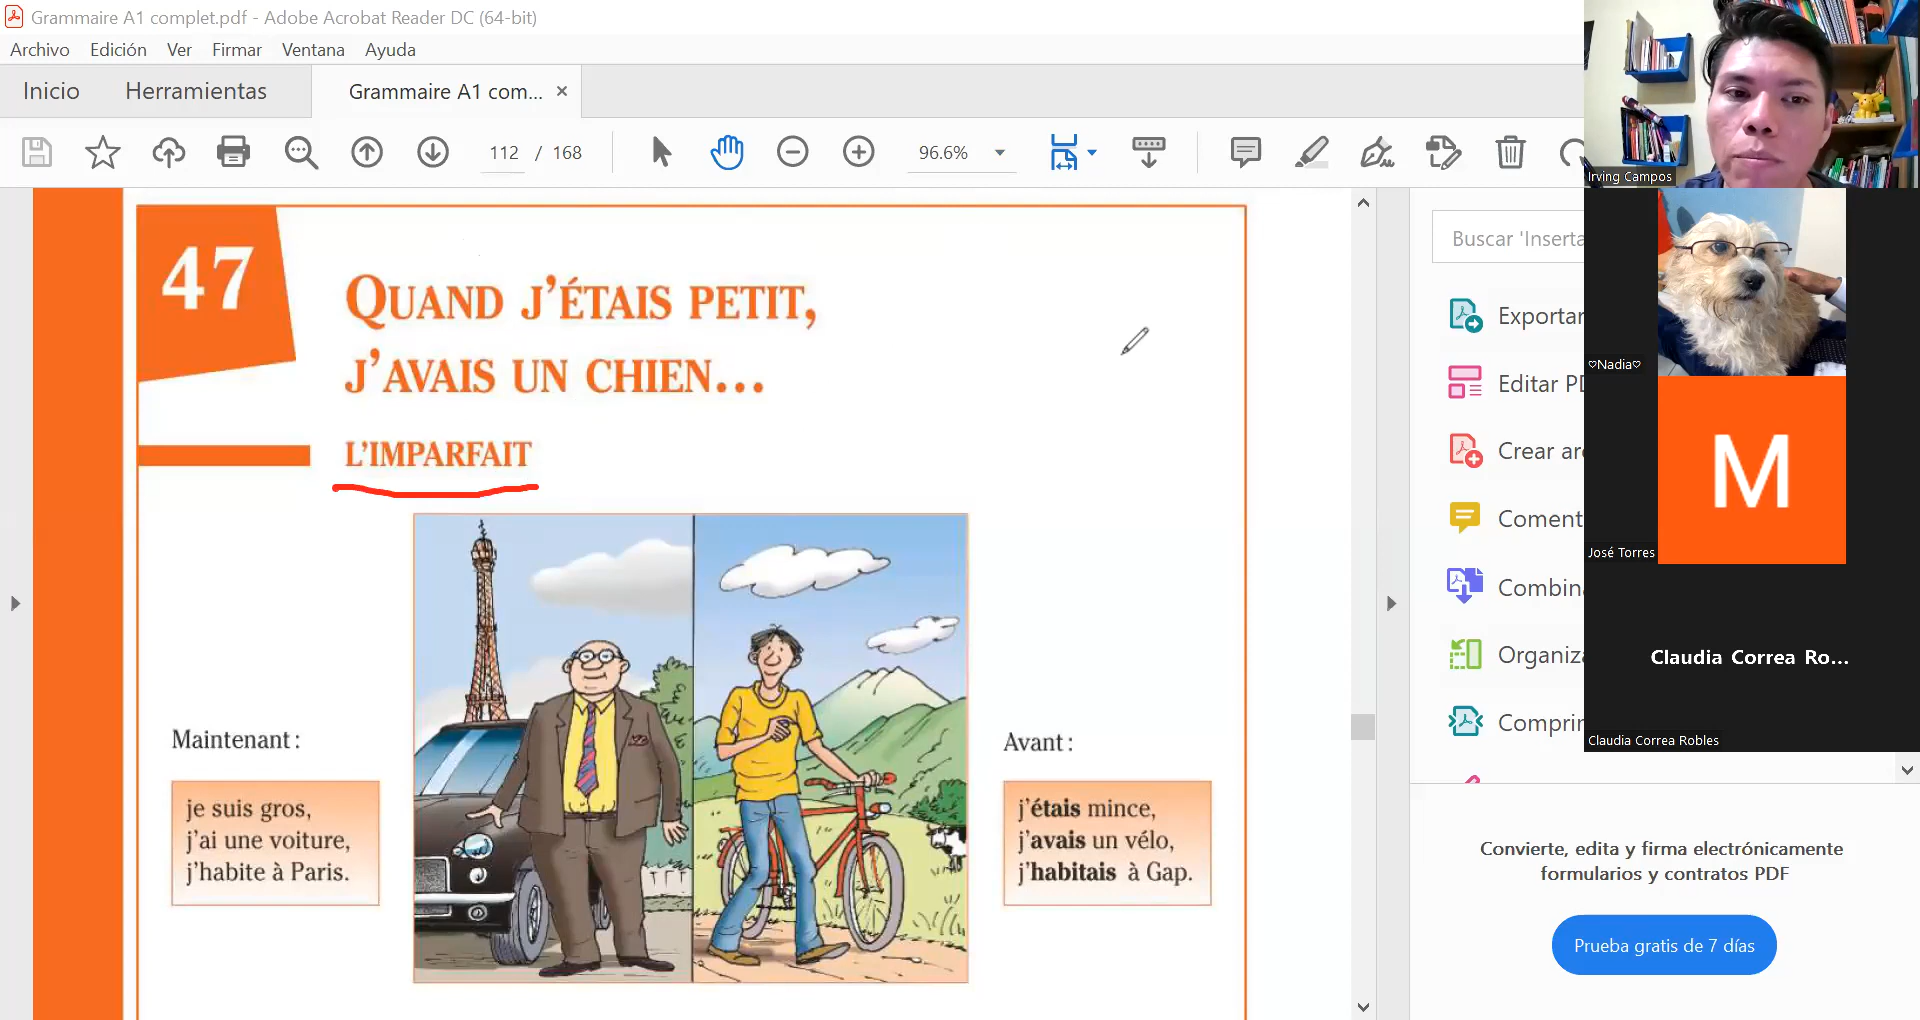 Grammaire A1 complet.pdf - Adobe Acrobat Reader DC (64-bit)
Archivo Edición Ver Firmar Ventana Ayuda
Inicio Herramientas Grammaire A1 com... ×
112 / 168 96.6%
47
QUAND J'ÉTAIS PETIT,
J'AVAIS UN CHIEN...
L'IMPARFAIT
Maintenant :
je suis gros,
j'ai une voiture,
j'habite à Paris.
Avant :
j'étais mince,
j'avais un vélo,
j'habitais à Gap.
Buscar 'Inserta
Exportar
Editar PD
Crear arc
Coment
Combina
Organiza
Comprir
Convierte, edita y firma electrónicamente
formularios y contratos PDF
Prueba gratis de 7 días
Irving Campos
♡Nadia♡
M
José Torres
Claudia Correa Ro...
Claudia Correa Robles